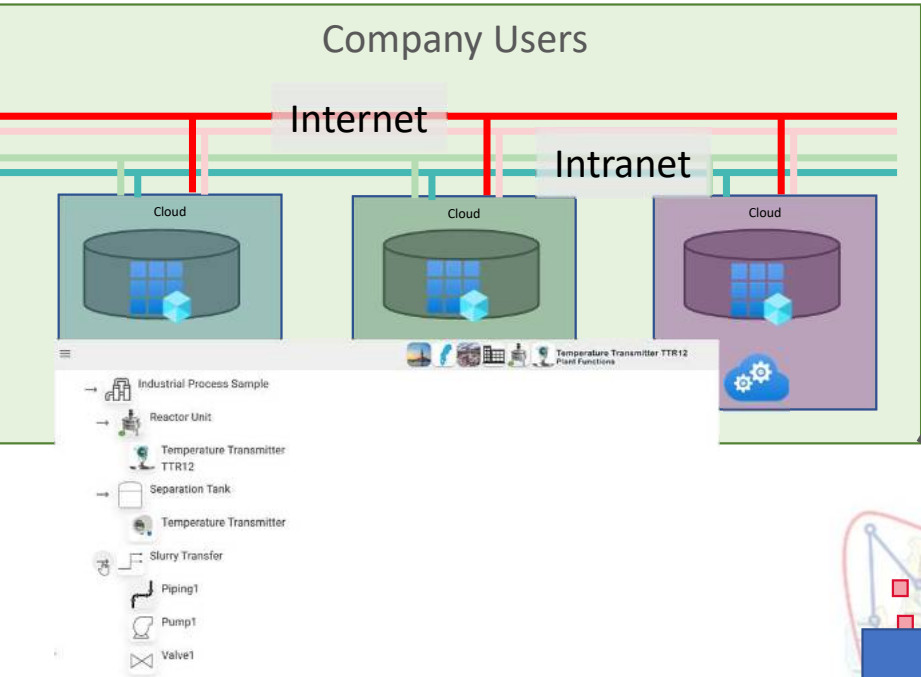 Company Users
Internet
Intranet
Cloud
Cloud
Cloud
Temperature Transmitter TTR12
Plant Functions
Industrial Process Sample
Reactor Unit
Temperature Transmitter
TTR12
Separation Tank
Temperature Transmitter
Slurry Transfer
Piping1
Pump1
Valve1